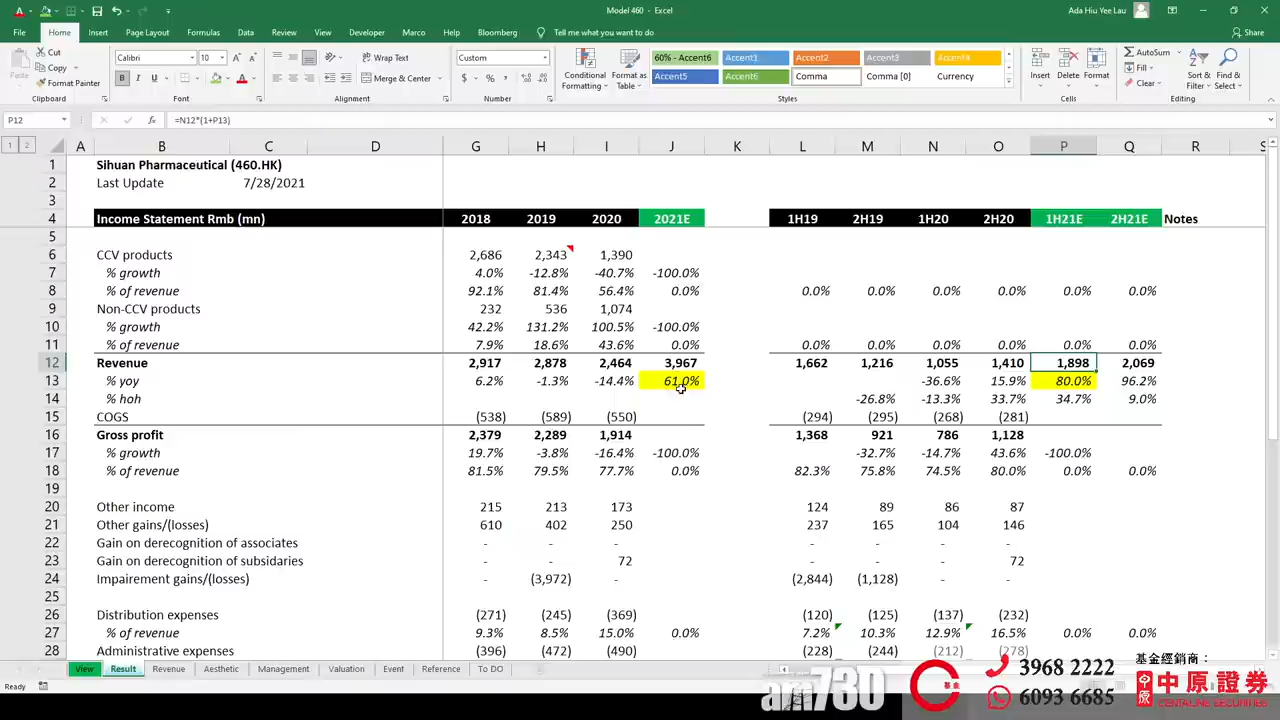 Model 460 - Excel
Ada Hiu Yee Lau
File Home Insert Page Layout Formulas Data Review View Developer Marco Help Bloomberg Tell me what you want to do Share
Cut
Copy
Format Painter
Clipboard
Calibri 10
B I U
Font
Wrap Text
Merge & Center
Alignment
Custom
Number
Conditional Formatting
Format as Table
60% - Accent6 Accent1 Accent2 Accent3 Accent4
Accent5 Accent6 Comma Comma [0] Currency
Styles
Insert Delete Format
Cells
AutoSum
Fill
Clear
Sort & Filter
Find & Select
Editing
P12 fx =N12*(1+P13)
1 2 A B C D G H I J K L M N O P Q R S
1 Sihuan Pharmaceutical (460.HK)
2 Last Update 7/28/2021
3
4 Income Statement Rmb (mn) 2018 2019 2020 2021E 1H19 2H19 1H20 2H20 1H21E 2H21E Notes
5
6 CCV products 2,686 2,343 1,390
7 % growth 4.0% -12.8% -40.7% -100.0%
8 % of revenue 92.1% 81.4% 56.4% 0.0% 0.0% 0.0% 0.0% 0.0% 0.0% 0.0%
9 Non-CCV products 232 536 1,074
10 % growth 42.2% 131.2% 100.5% -100.0%
11 % of revenue 7.9% 18.6% 43.6% 0.0% 0.0% 0.0% 0.0% 0.0% 0.0% 0.0%
12 Revenue 2,917 2,878 2,464 3,967 1,662 1,216 1,055 1,410 1,898 2,069
13 % yoy 6.2% -1.3% -14.4% 61.0% -36.6% 15.9% 80.0% 96.2%
14 % hoh -26.8% -13.3% 33.7% 34.7% 9.0%
15 COGS (538) (589) (550) (294) (295) (268) (281)
16 Gross profit 2,379 2,289 1,914 1,368 921 786 1,128
17 % growth 19.7% -3.8% -16.4% -100.0% -32.7% -14.7% 43.6% -100.0%
18 % of revenue 81.5% 79.5% 77.7% 0.0% 82.3% 75.8% 74.5% 80.0% 0.0% 0.0%
19
20 Other income 215 213 173 124 89 86 87
21 Other gains/(losses) 610 402 250 237 165 104 146
22 Gain on derecognition of associates - - - - - - -
23 Gain on derecognition of subsidaries - - 72 - - - 72
24 Impairement gains/(losses) - (3,972) - (2,844) (1,128) - -
25
26 Distribution expenses (271) (245) (369) (120) (125) (137) (232)
27 % of revenue 9.3% 8.5% 15.0% 0.0% 7.2% 10.3% 12.9% 16.5% 0.0% 0.0%
28 Administrative expenses (396) (472) (490) (228) (244) (212) (278)
View Result Revenue Aesthetic Management Valuation Event Reference To DO
Ready
am730
基金
3968 2222
6093 6685
基金經銷商：
中原證券
CENTALINE SECURITIES